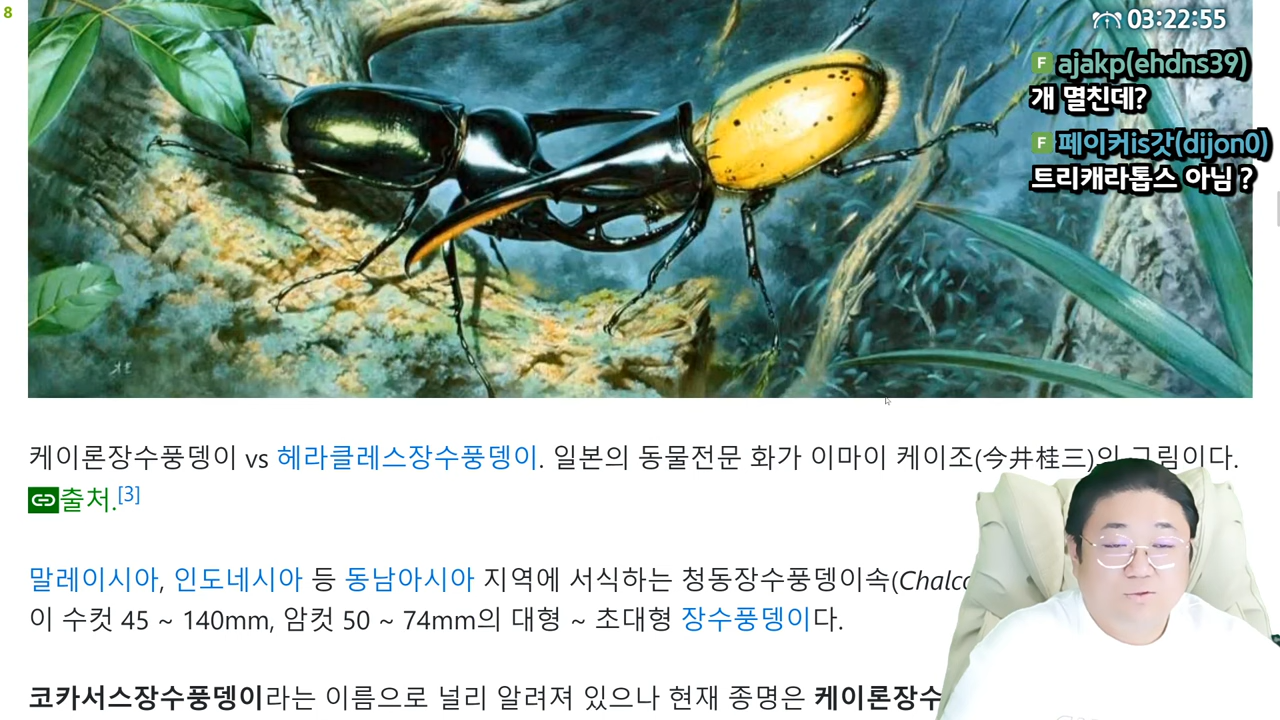 8
03:22:55
F ajakp(ehdns39)
개 멸친데?
F 페이커is갓(dijon0)
트리캐라톱스 아님 ?
케이론장수풍뎅이 vs 헤라클레스장수풍뎅이. 일본의 동물전문 화가 이마이 케이조(今井桂三)의 그림이다.
출처.[3]
말레이시아, 인도네시아 등 동남아시아 지역에 서식하는 청동장수풍뎅이속(Chalc
이 수컷 45 ~ 140mm, 암컷 50 ~ 74mm의 대형 ~ 초대형 장수풍뎅이다.
코카서스장수풍뎅이라는 이름으로 널리 알려져 있으나 현재 종명은 케이론장수